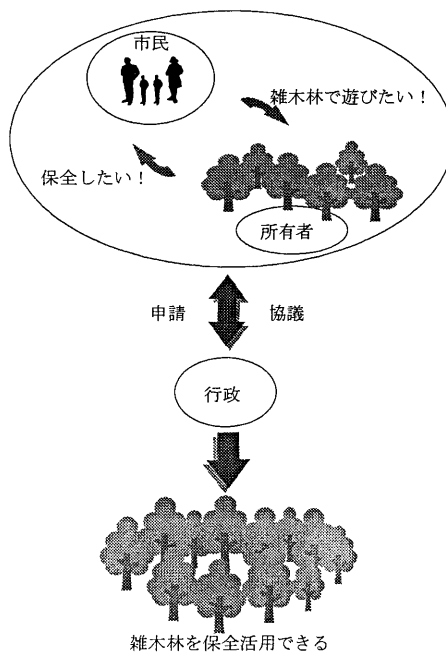 市民
雑木林で遊びたい！
保全したい！
所有者
申請
協議
行政
雑木林を保全活用できる